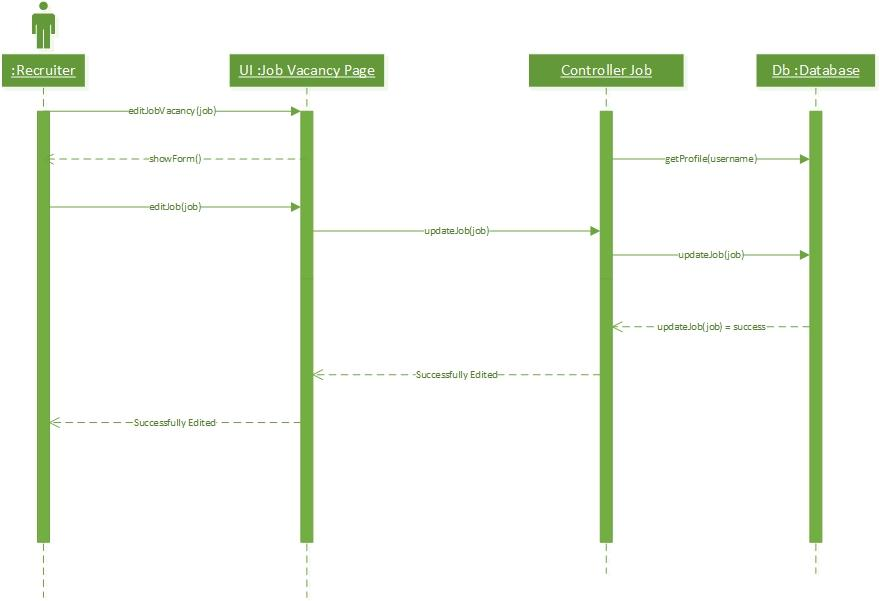 :Recruiter
UI :Job Vacancy Page
Controller Job
Db :Database
editJobVacancy(job)
showForm()
getProfile(username)
editJob(job)
updateJob(job)
updateJob(job)
updateJob(job) = success
Successfully Edited
Successfully Edited